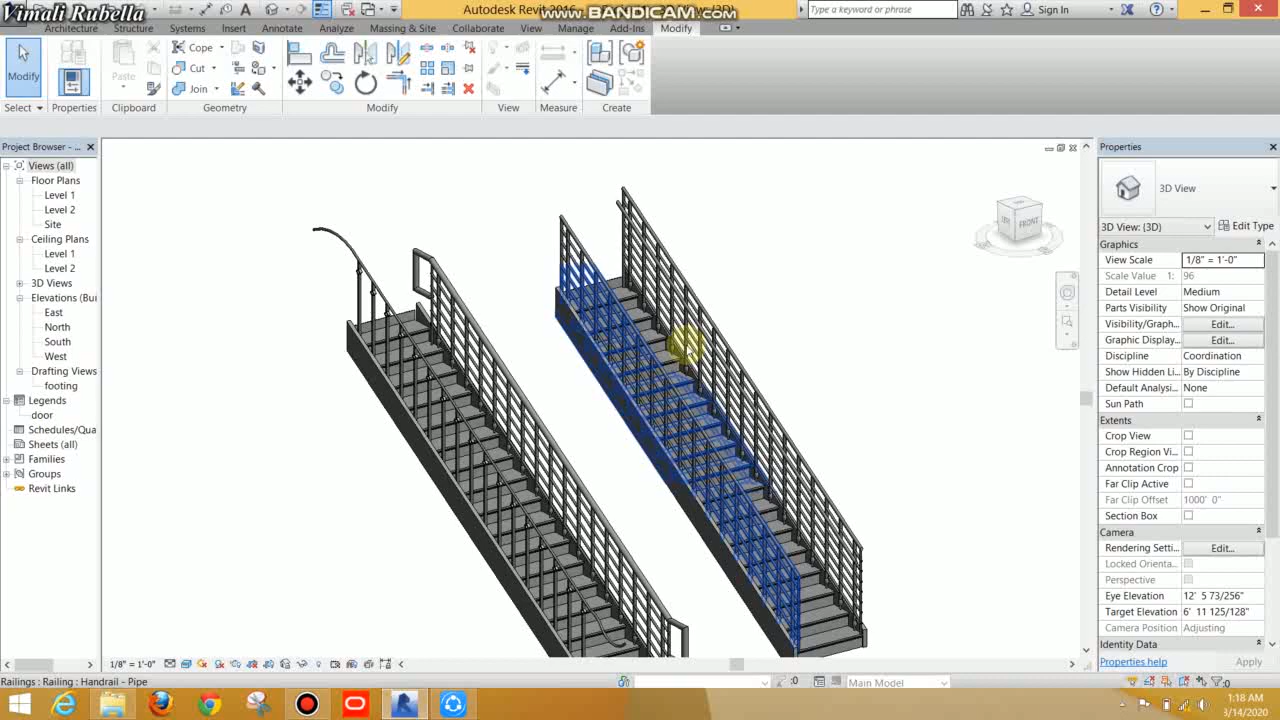 Vimali Rubella
Autodesk Revit 2016
www.BANDICAM.com
Type a keyword or phrase
Sign In
Architecture Structure Systems Insert Annotate Analyze Massing & Site Collaborate View Manage Add-Ins Modify
Modify
Paste
Cope
Cut
Join
Select Properties Clipboard Geometry Modify View Measure Create
Project Browser - ...
Views (all)
Floor Plans
Level 1
Level 2
Site
Ceiling Plans
Level 1
Level 2
3D Views
Elevations (Bui
East
North
South
West
Drafting Views
footing
Legends
door
Schedules/Qua
Sheets (all)
Families
Groups
Revit Links
FRONT
Properties
3D View
3D View: {3D}
Edit Type
Graphics
View Scale 1/8" = 1'-0"
Scale Value 1: 96
Detail Level Medium
Parts Visibility Show Original
Visibility/Graph... Edit...
Graphic Display... Edit...
Discipline Coordination
Show Hidden Li... By Discipline
Default Analysi... None
Sun Path
Extents
Crop View
Crop Region Vi...
Annotation Crop
Far Clip Active
Far Clip Offset 1000' 0"
Section Box
Camera
Rendering Setti... Edit...
Locked Orienta...
Perspective
Eye Elevation 12' 5 73/256"
Target Elevation 6' 11 125/128"
Camera Position Adjusting
Identity Data
Properties help Apply
1/8" = 1'-0"
Railings : Railing : Handrail - Pipe
:0
Main Model
:0
1:18 AM
3/14/2020